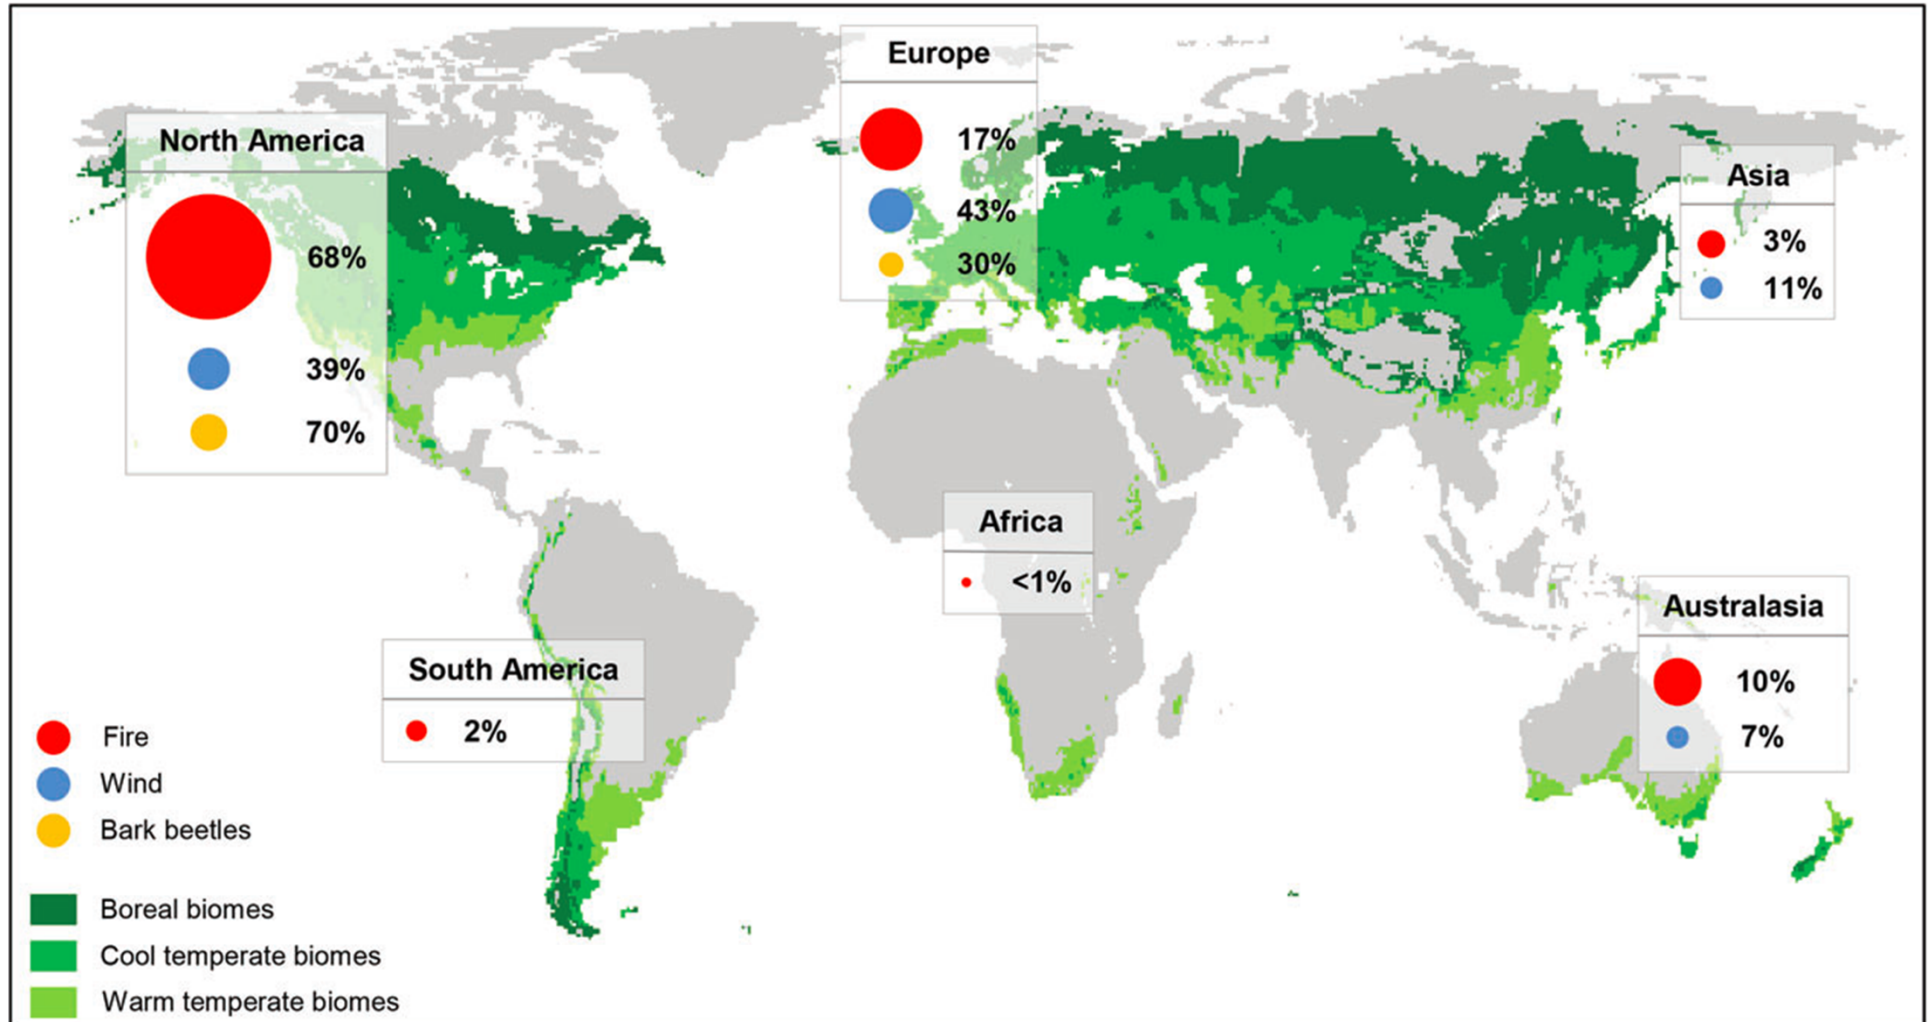 Europe
17%
43%
30%
North America
68%
39%
70%
Asia
3%
11%
Africa
<1%
Australasia
10%
7%
South America
2%
Fire
Wind
Bark beetles
Boreal biomes
Cool temperate biomes
Warm temperate biomes